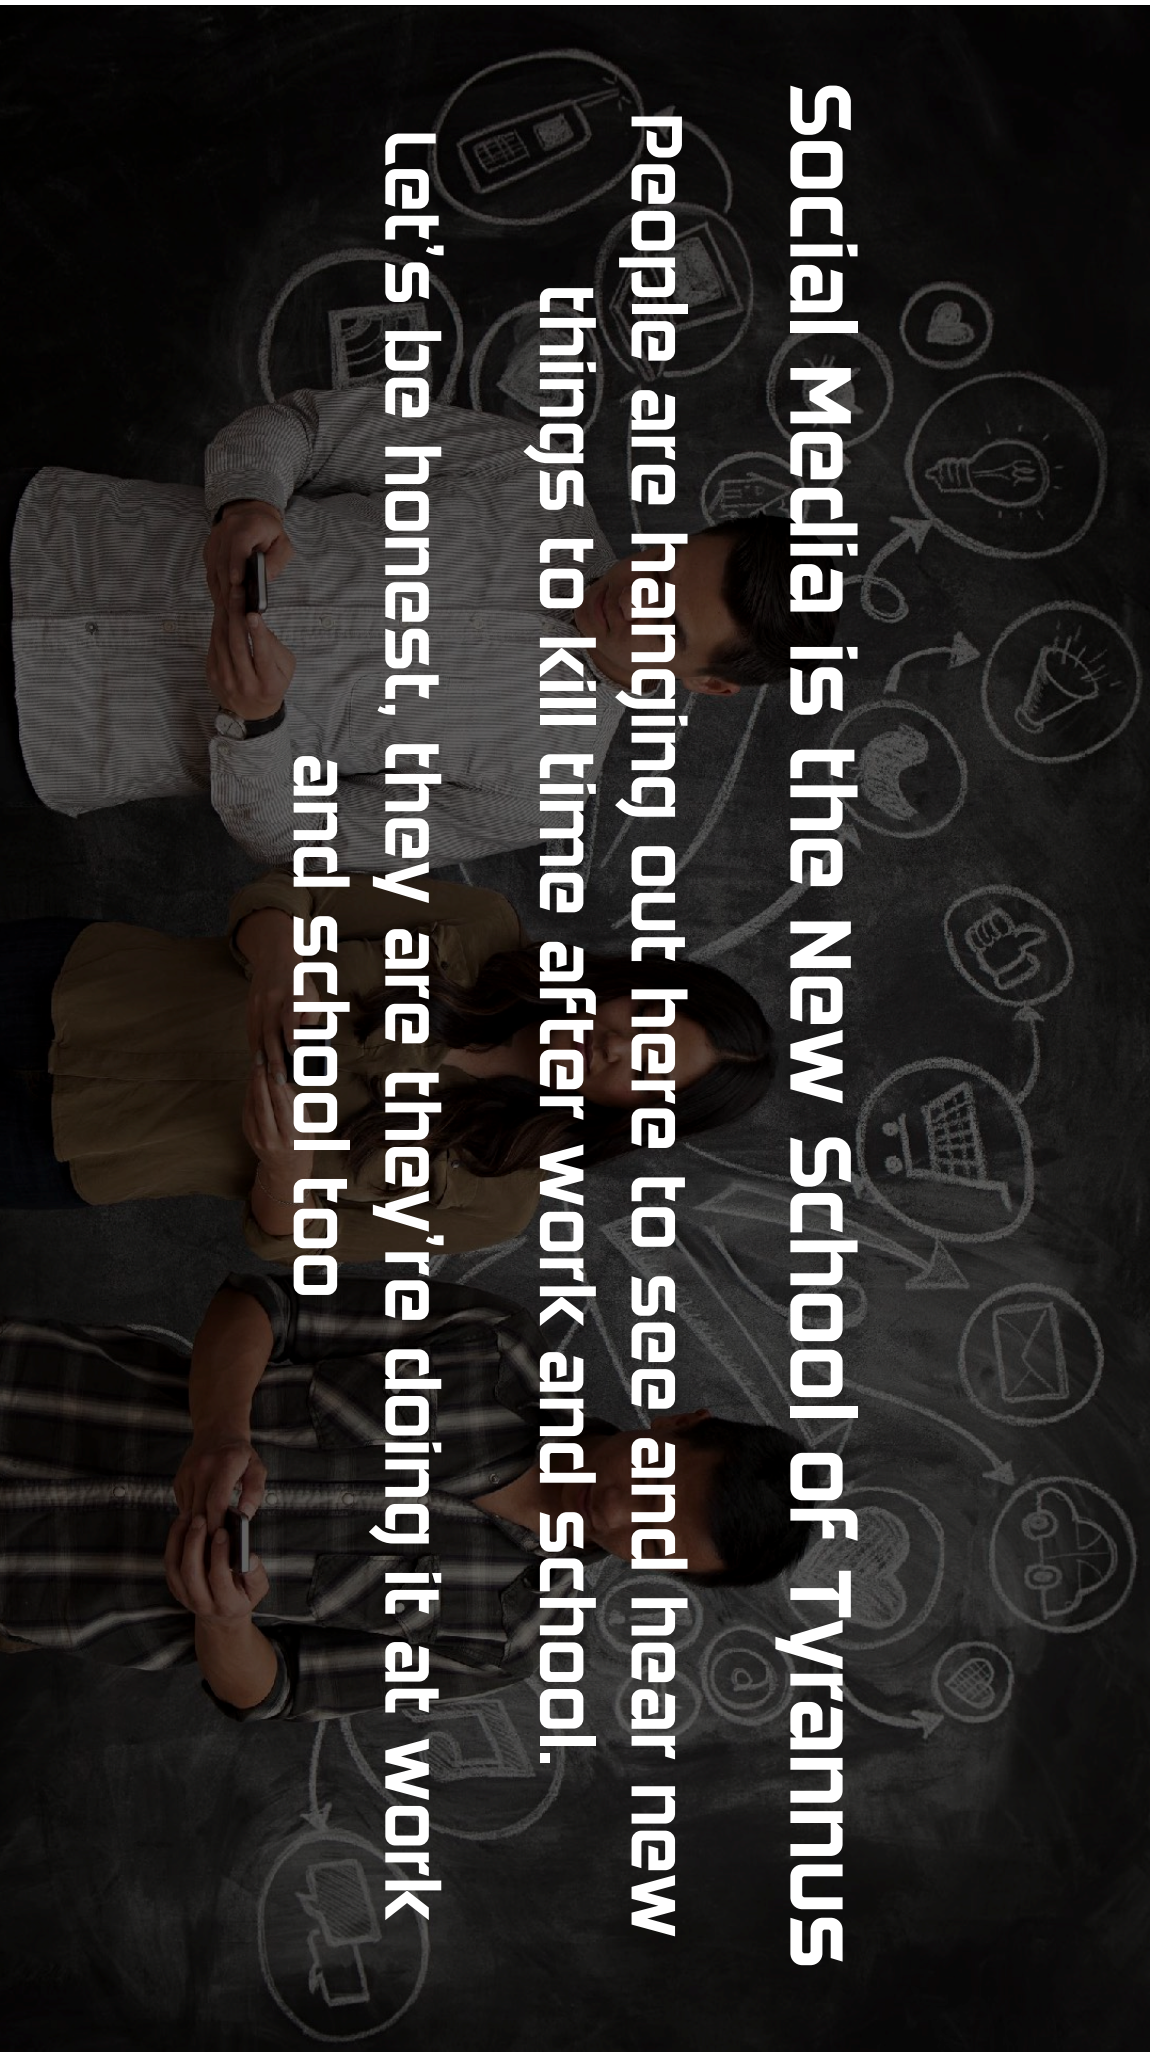 Social Media is the New School of Tyrannus
People are hanging out here to see and hear new
things to kill time after work and school.
Let's be honest, they are they're doing it at work
and school too